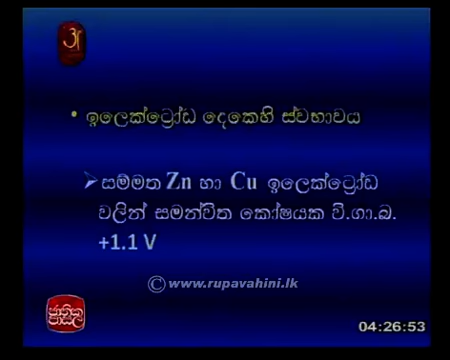 • ඉලෙක්ට්‍රෝඩ දෙකෙහි ස්වභාවය
➢සම්මත Zn හා Cu ඉලෙක්ට්‍රෝඩ
වලින් සමන්විත කෝෂයක වි.ගා.බ.
+1.1 V
© www.rupavahini.lk
ජාතික
පාසල
04:26:53